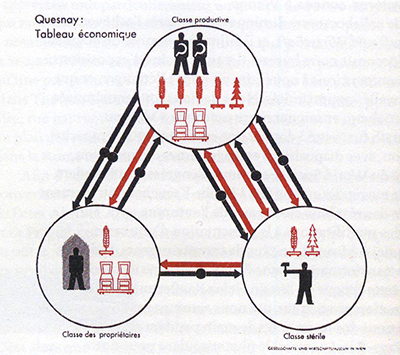 Quesnay:
Tableau économique
Classe productive
Classe des propriétaires
Classe stérile
GESELLSCHAFTS- UND WIRTSCHAFTSMUSEUM IN WIEN